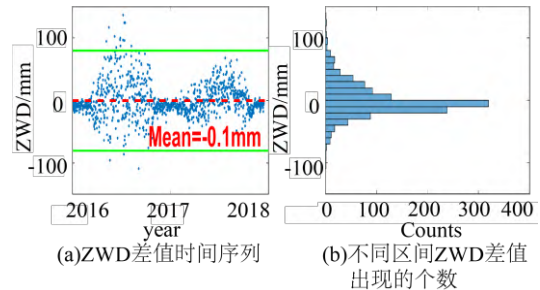 100
0
-100
ZWD/mm
Mean=-0.1mm
2016 2017 2018
year
(a)ZWD差值时间序列
100
0
-100
ZWD/mm
0 100 200 300 400
Counts
(b)不同区间ZWD差值
出现的个数